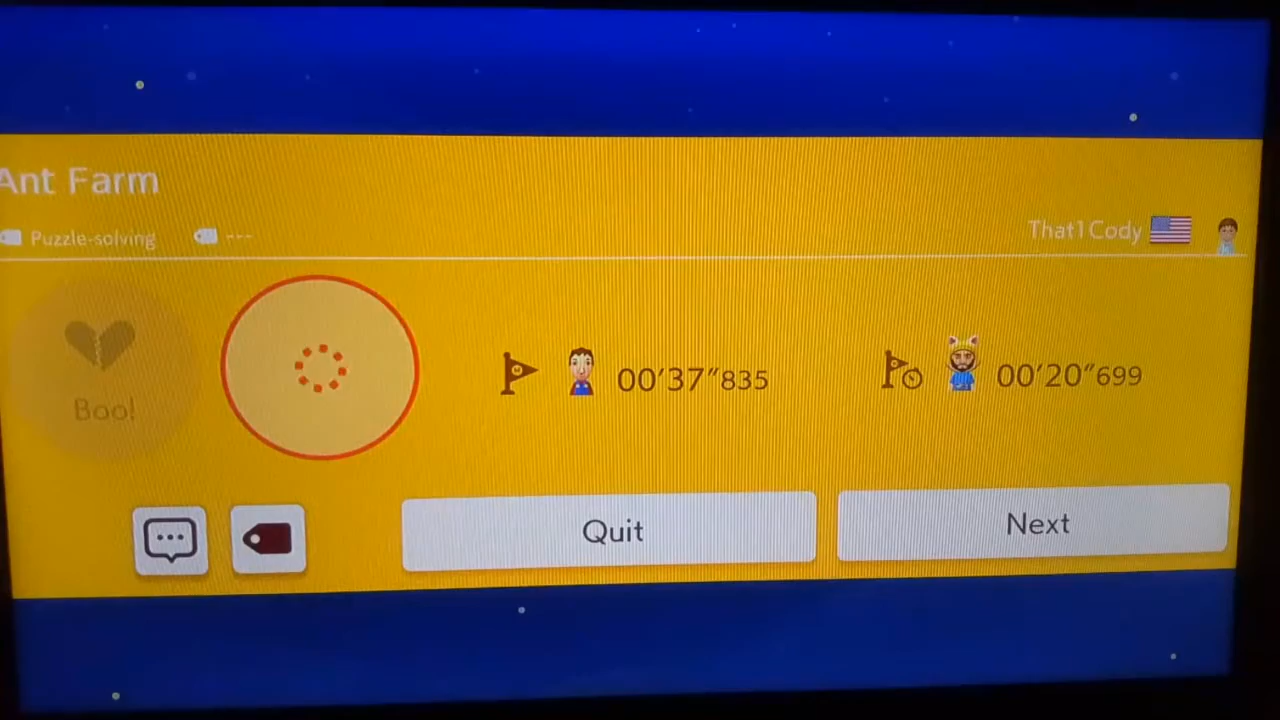 Ant Farm
Puzzle-solving ---
That1Cody
Boo!
00'37"835
00'20"699
Quit
Next